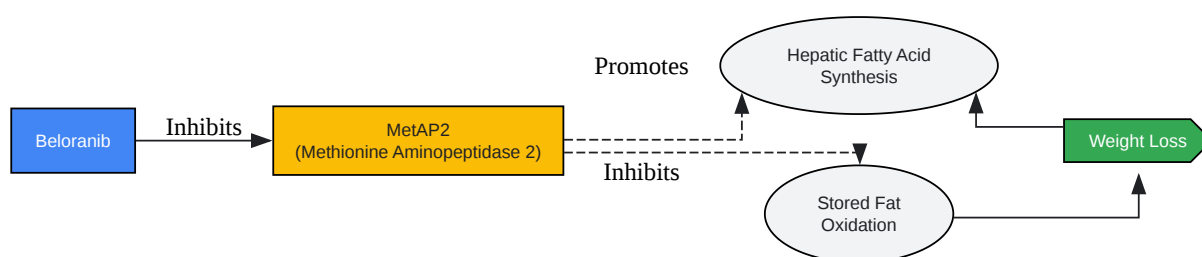 Beloranib
Inhibits
MetAP2
(Methionine Aminopeptidase 2)
Promotes
Inhibits
Hepatic Fatty Acid
Synthesis
Stored Fat
Oxidation
Weight Loss